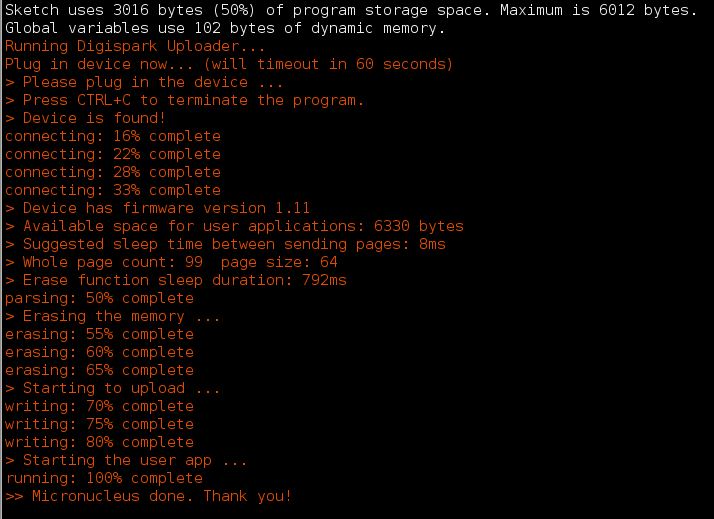 Sketch uses 3016 bytes (50%) of program storage space. Maximum is 6012 bytes.
Global variables use 102 bytes of dynamic memory.
Running Digispark Uploader...
Plug in device now... (will timeout in 60 seconds)
> Please plug in the device ...
> Press CTRL+C to terminate the program.
> Device is found!
connecting: 16% complete
connecting: 22% complete
connecting: 28% complete
connecting: 33% complete
> Device has firmware version 1.11
> Available space for user applications: 6330 bytes
> Suggested sleep time between sending pages: 8ms
> Whole page count: 99  page size: 64
> Erase function sleep duration: 792ms
parsing: 50% complete
> Erasing the memory ...
erasing: 55% complete
erasing: 60% complete
erasing: 65% complete
> Starting to upload ...
writing: 70% complete
writing: 75% complete
writing: 80% complete
> Starting the user app ...
running: 100% complete
>> Micronucleus done. Thank you!